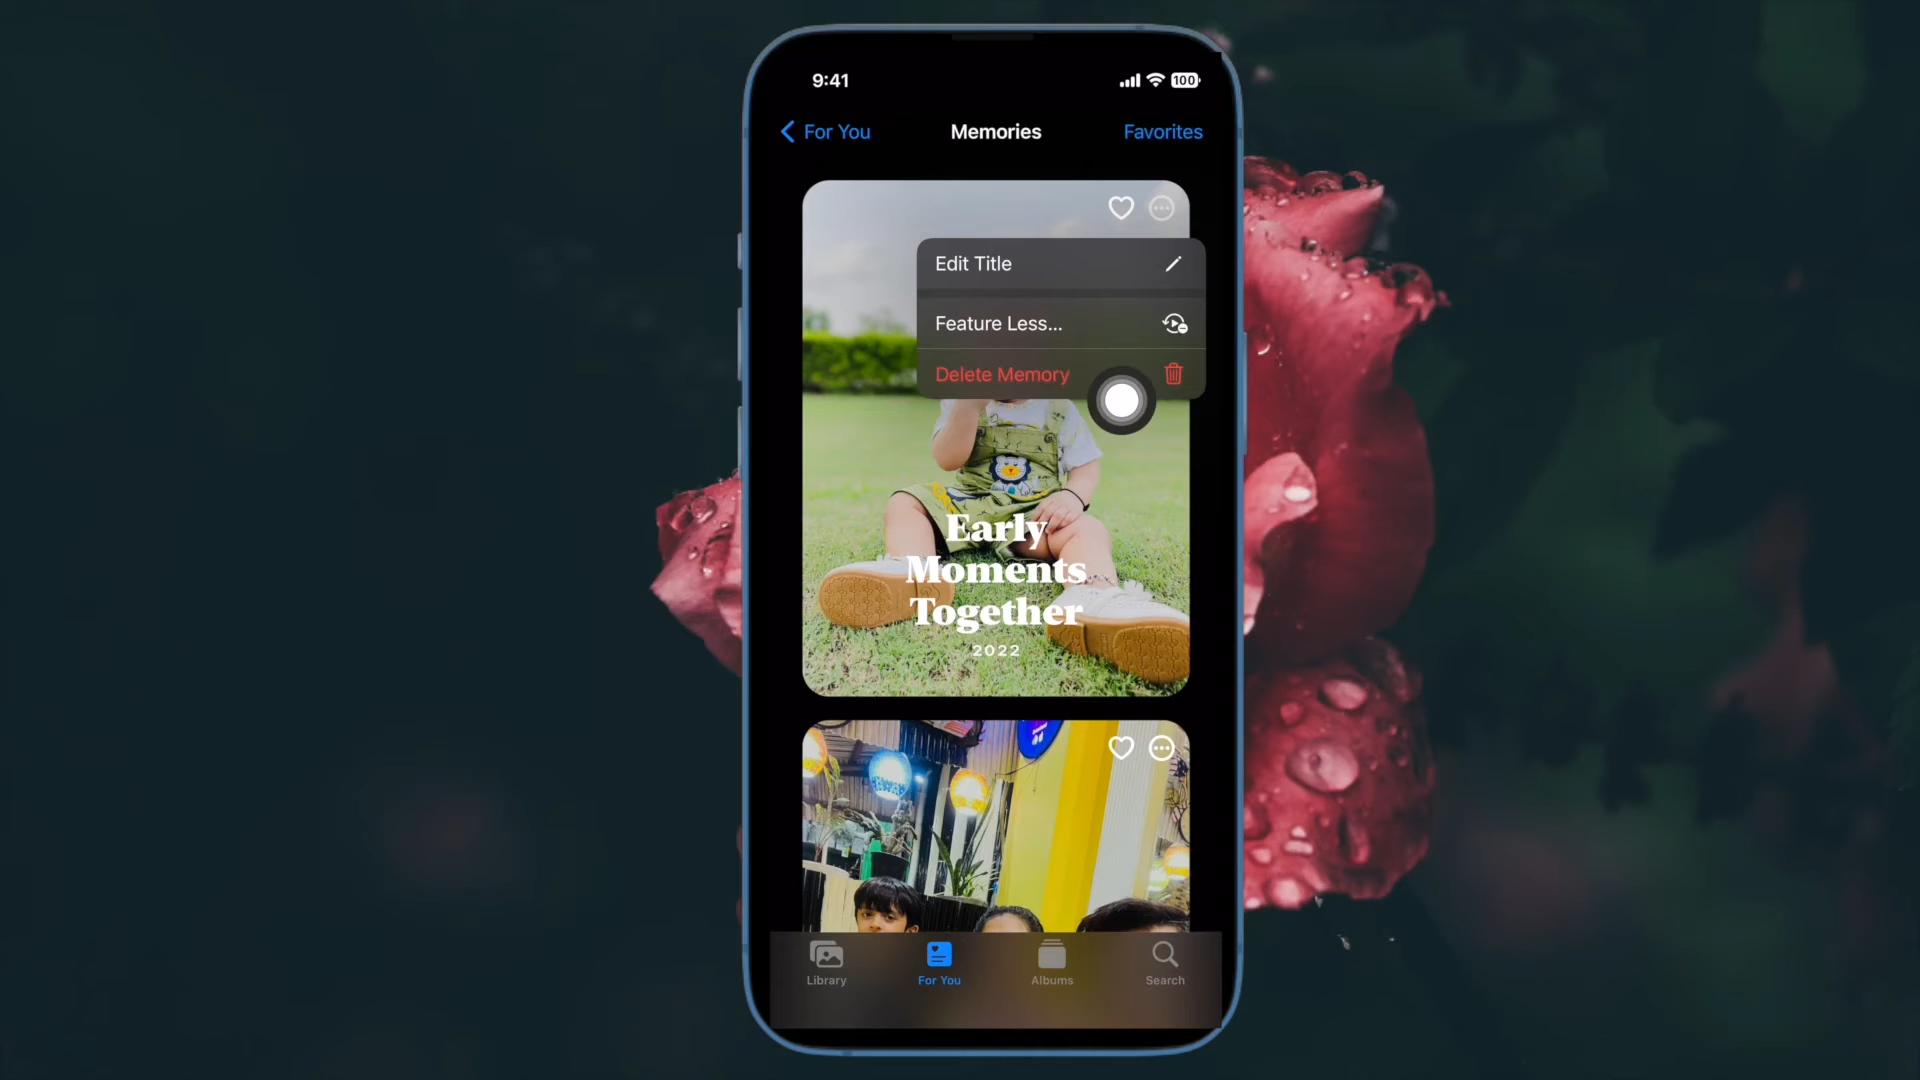 9:41
100
For You
Memories
Favorites
Edit Title
Feature Less...
Delete Memory
Early
Moments
Together
2022
Library
For You
Albums
Search